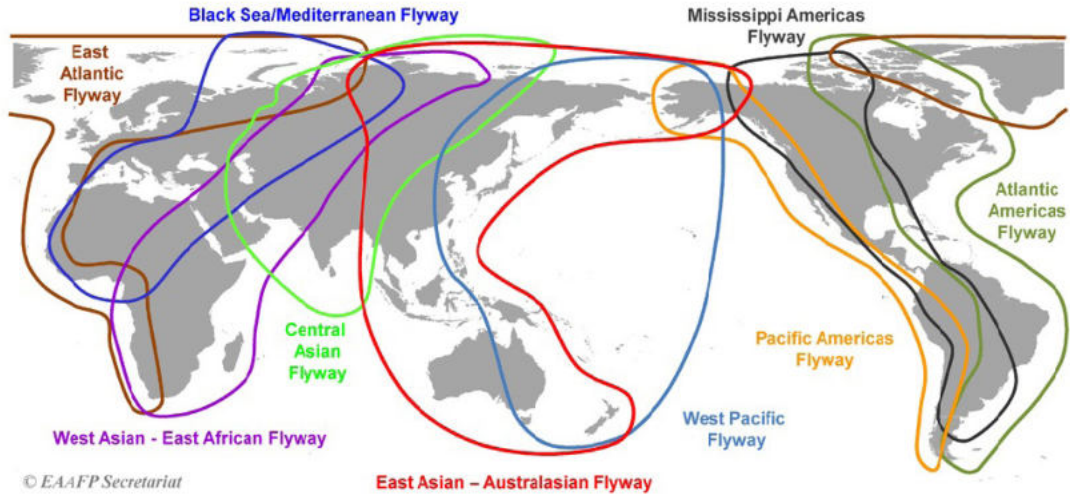 Black Sea/Mediterranean Flyway
Mississippi Americas
Flyway
East
Atlantic
Flyway
Atlantic
Americas
Flyway
Central
Asian
Flyway
Pacific Americas
Flyway
West Pacific
Flyway
West Asian - East African Flyway
East Asian – Australasian Flyway
© EAAFP Secretariat